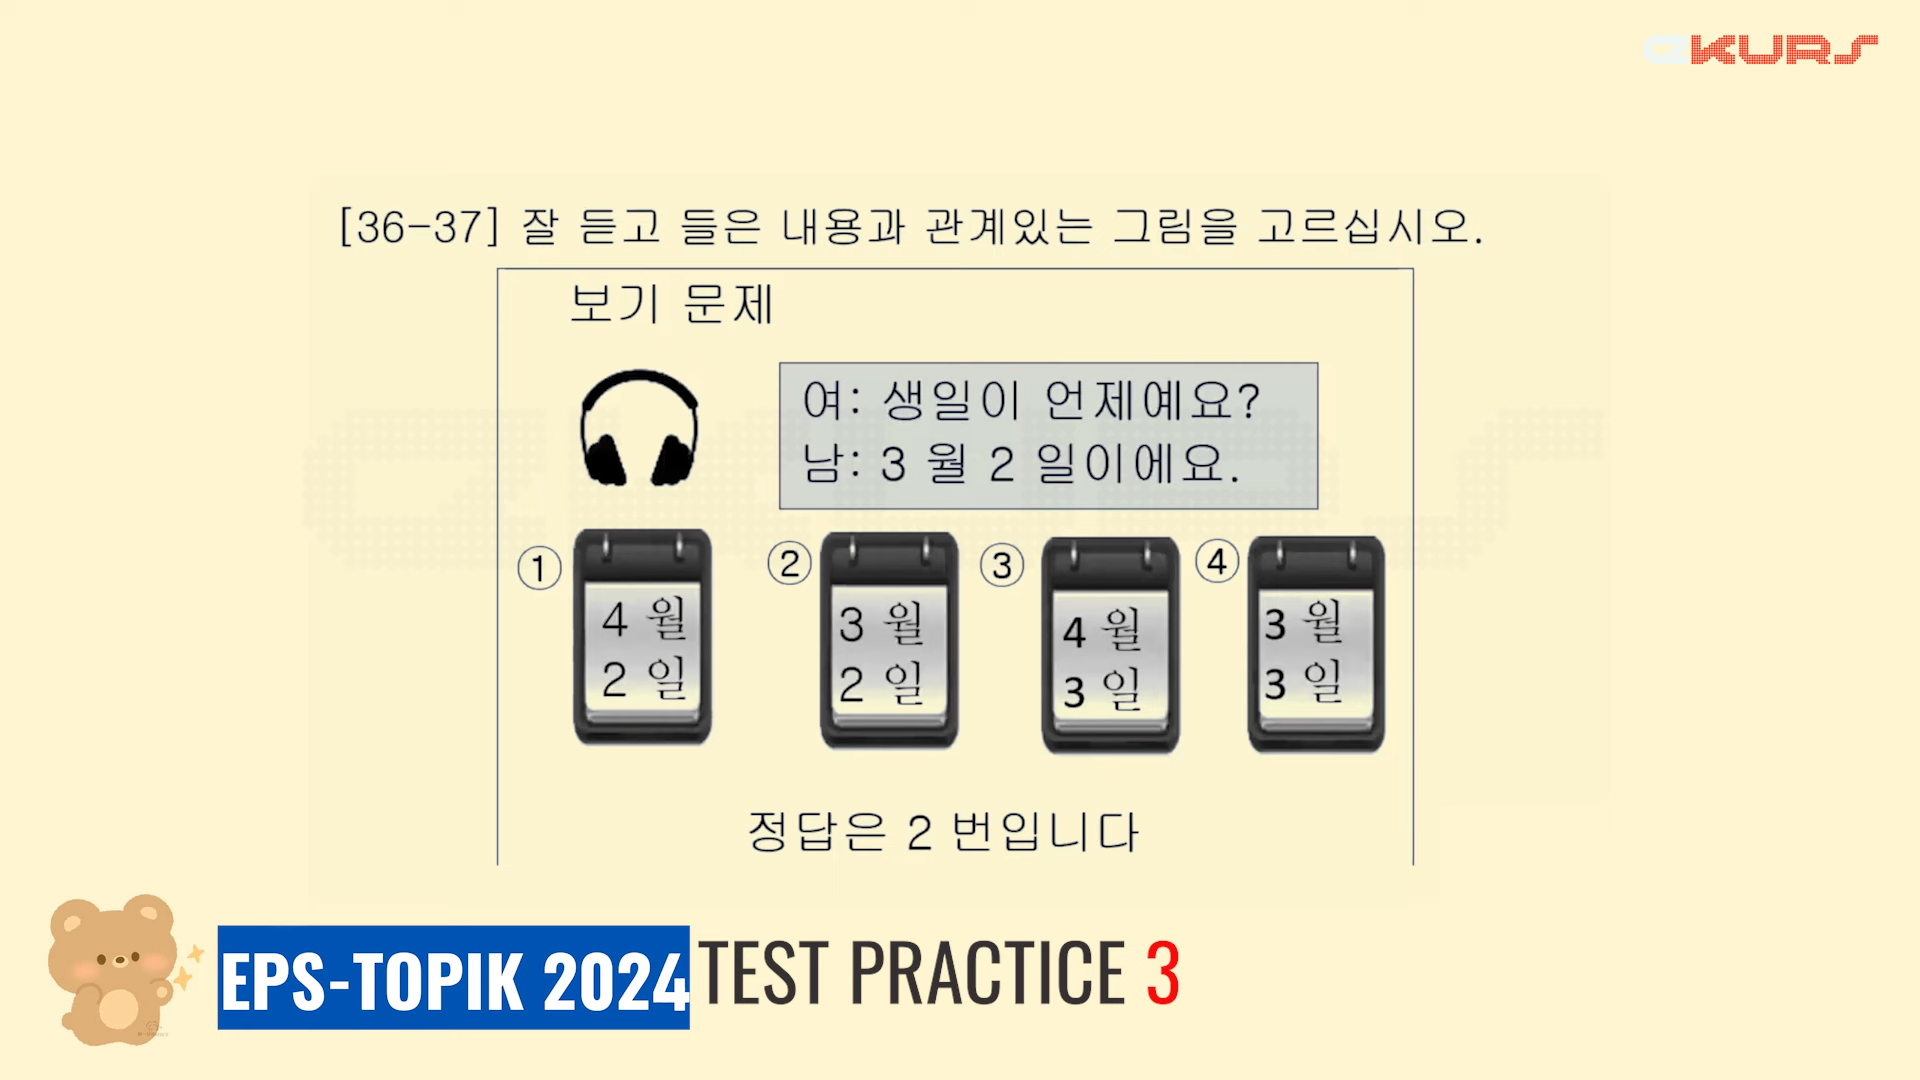 aKURS
[36-37] 잘 듣고 들은 내용과 관계있는 그림을 고르십시오.
보기 문제
여: 생일이 언제예요?
남: 3 월 2 일이에요.
① 4 월
2 일
② 3 월
2 일
③ 4 월
3 일
④ 3 월
3 일
정답은 2 번입니다
EPS-TOPIK 2024 TEST PRACTICE 3